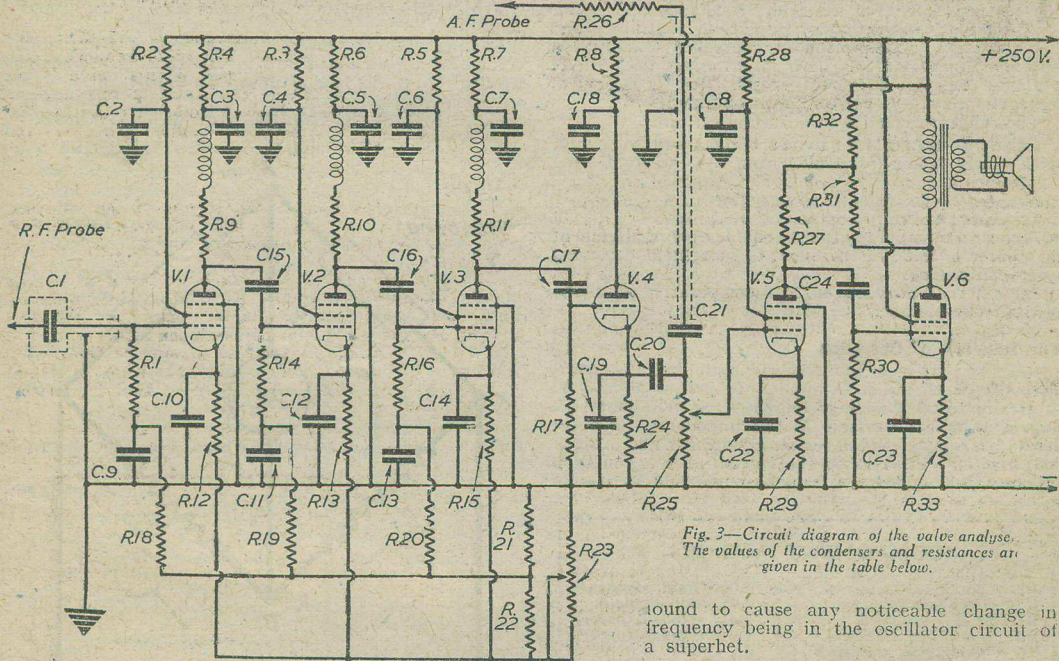 A.F. Probe
R.26
+250 V.
R.2
R.4
R.3
R.6
R.5
R.7
R.8
R.28
C.2
C.3
C.4
C.5
C.6
C.7
C.18
C.8
R.32
R.31
R.27
R.9
R.10
R.11
R.F. Probe
C.1
V.1
C.15
V.2
C.16
V.3
C.17
V.4
C.21
V.5
C.24
V.6
R.1
R.14
R.16
C.20
R.30
C.10
C.12
C.14
R.17
C.19
R.24
C.22
C.23
C.9
R.12
C.11
R.13
C.13
R.15
R.25
R.29
R.33
R.18
R.19
R.20
R.
21
R.23
R.
22
Fig. 3—Circuit diagram of the valve analyse
The values of the condensers and resistances are
given in the table below.
found to cause any noticeable change in
frequency being in the oscillator circuit of
a superhet.